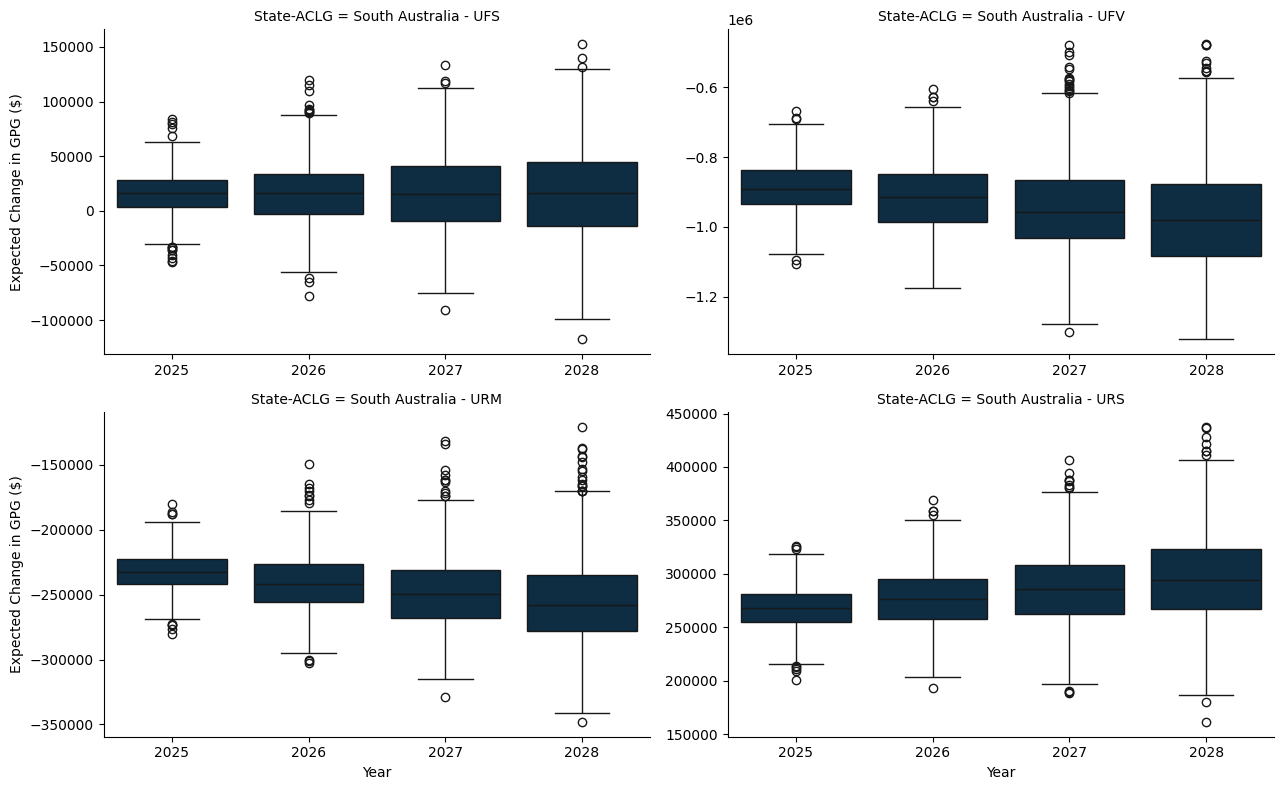 State-ACLG = South Australia - UFS
150000
100000
50000
0
−50000
−100000
Expected Change in GPG ($)
2025 2026 2027 2028
State-ACLG = South Australia - UFV
1e6
−0.6
−0.8
−1.0
−1.2
2025 2026 2027 2028
State-ACLG = South Australia - URM
−150000
−200000
−250000
−300000
−350000
Expected Change in GPG ($)
2025 2026 2027 2028
Year
State-ACLG = South Australia - URS
450000
400000
350000
300000
250000
200000
150000
2025 2026 2027 2028
Year